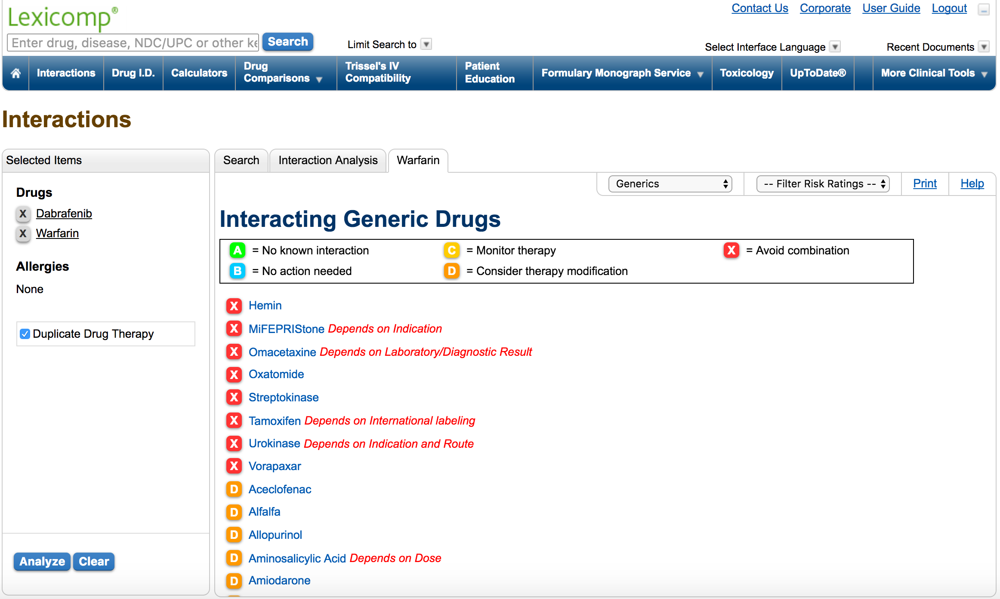 Lexicomp®
Contact Us Corporate User Guide Logout
Enter drug, disease, NDC/UPC or other ke
Search
Limit Search to
Select Interface Language
Recent Documents
Interactions
Drug I.D.
Calculators
Drug
Comparisons
Trissel's IV
Compatibility
Patient
Education
Formulary Monograph Service
Toxicology
UpToDate®
More Clinical Tools
Interactions
Selected Items
Drugs
X Dabrafenib
X Warfarin
Allergies
None
Duplicate Drug Therapy
Analyze Clear
Search Interaction Analysis Warfarin
Generics
-- Filter Risk Ratings --
Print
Help
Interacting Generic Drugs
A = No known interaction C = Monitor therapy X = Avoid combination
B = No action needed D = Consider therapy modification
X Hemin
X MiFEPRIStone Depends on Indication
X Omacetaxine Depends on Laboratory/Diagnostic Result
X Oxatomide
X Streptokinase
X Tamoxifen Depends on International labeling
X Urokinase Depends on Indication and Route
X Vorapaxar
D Aceclofenac
D Alfalfa
D Allopurinol
D Aminosalicylic Acid Depends on Dose
D Amiodarone